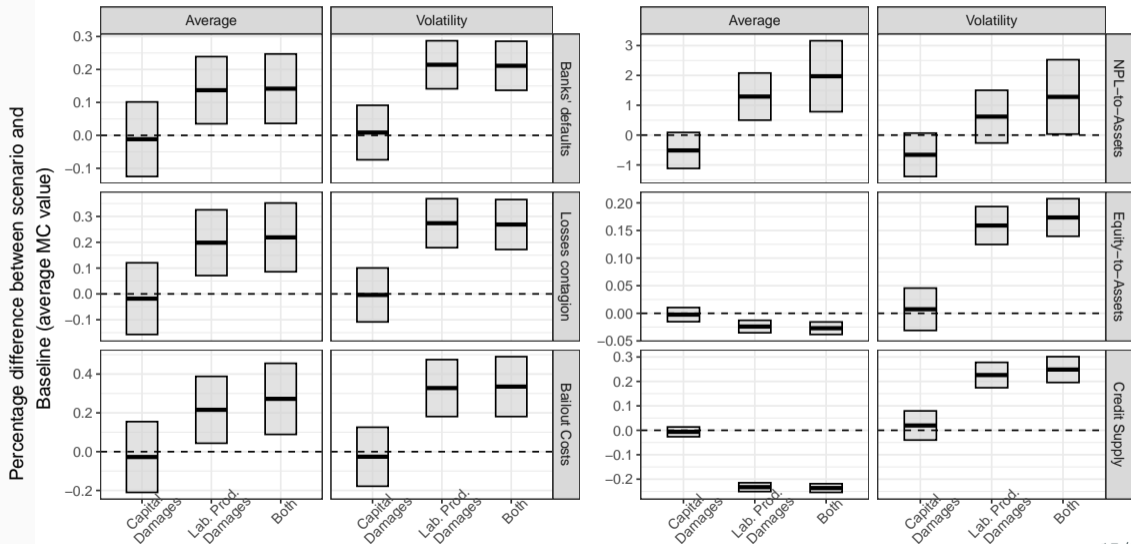 Percentage difference between scenario and
Baseline (average MC value)
Average
Volatility
0.3
0.2
0.1
0.0
−0.1
Banks' defaults
0.3
0.2
0.1
0.0
−0.1
Losses contagion
0.4
0.2
0.0
−0.2
Bailout Costs
Capital
Damages
Lab. Prod.
Damages
Both
Capital
Damages
Lab. Prod.
Damages
Both
Average
Volatility
3
2
1
0
−1
NPL−to−Assets
0.20
0.15
0.10
0.05
0.00
−0.05
Equity−to−Assets
0.3
0.2
0.1
0.0
−0.1
−0.2
Credit Supply
Capital
Damages
Lab. Prod.
Damages
Both
Capital
Damages
Lab. Prod.
Damages
Both